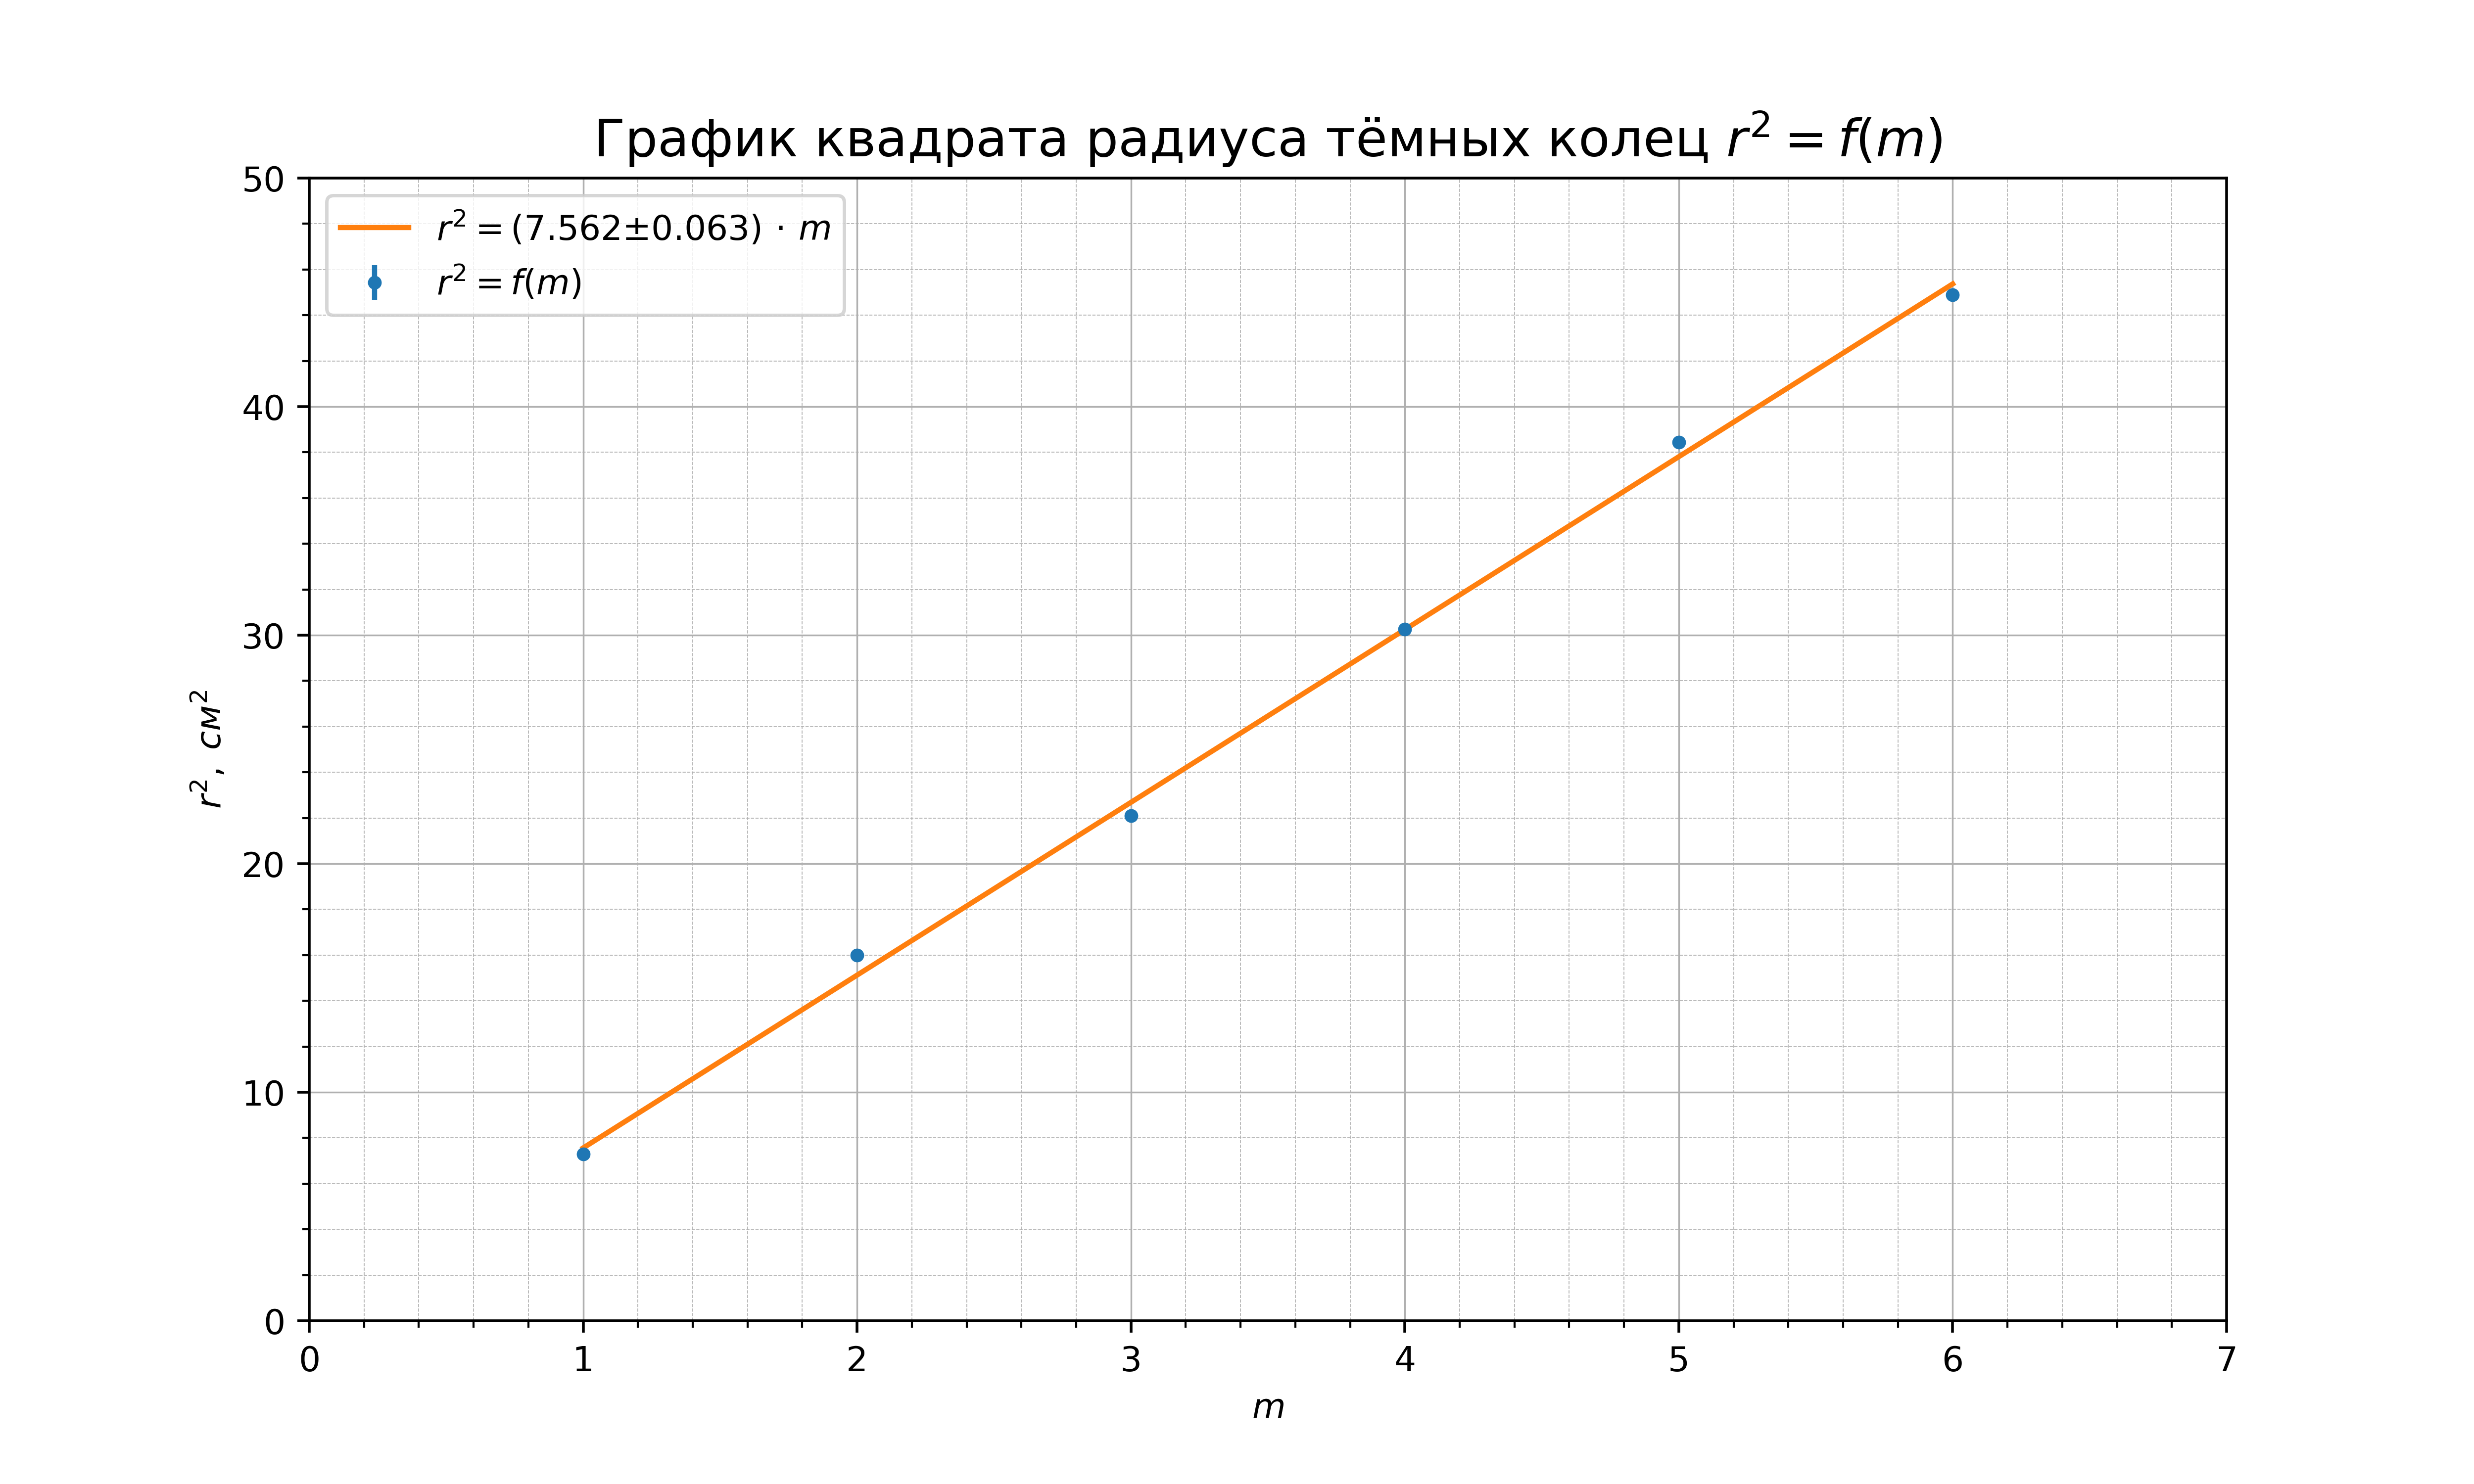 График квадрата радиуса тёмных колец r² = f(m)
r² = (7.562±0.063) · m
r² = f(m)
50
40
30
20
10
0
r², см²
0 1 2 3 4 5 6 7
m